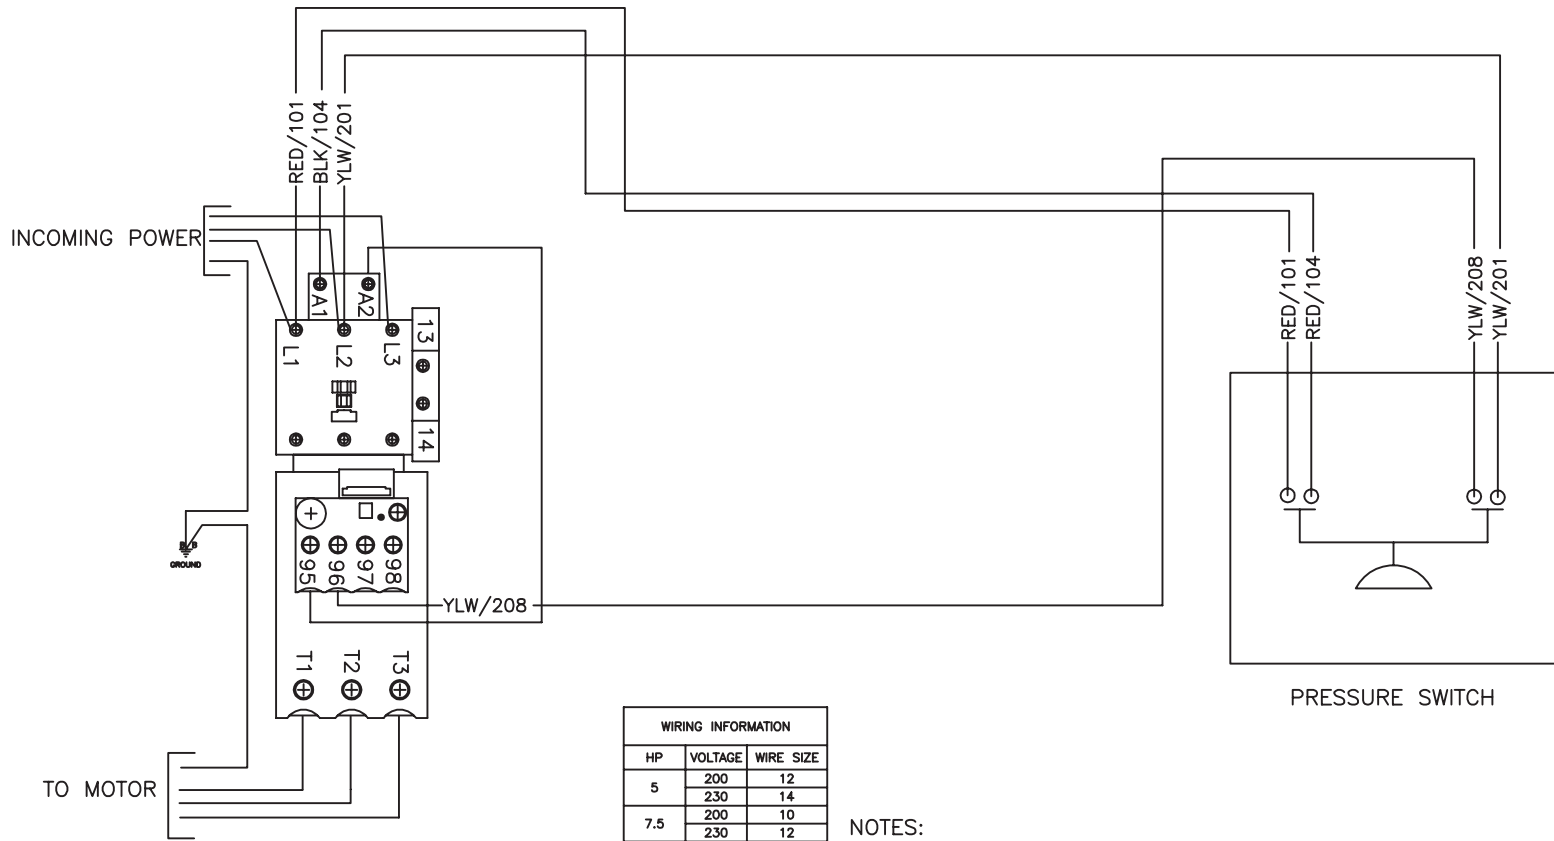 RED/101
BLK/104
YLW/201
INCOMING POWER
A1
A2
L1
L2
L3
13
14
RED/101
RED/104
YLW/208
YLW/201
GROUND
95
96
97
98
YLW/208
T1
T2
T3
PRESSURE SWITCH
TO MOTOR
WIRING INFORMATION
HP VOLTAGE WIRE SIZE
5 200 12
230 14
7.5 200 10
230 12
NOTES: